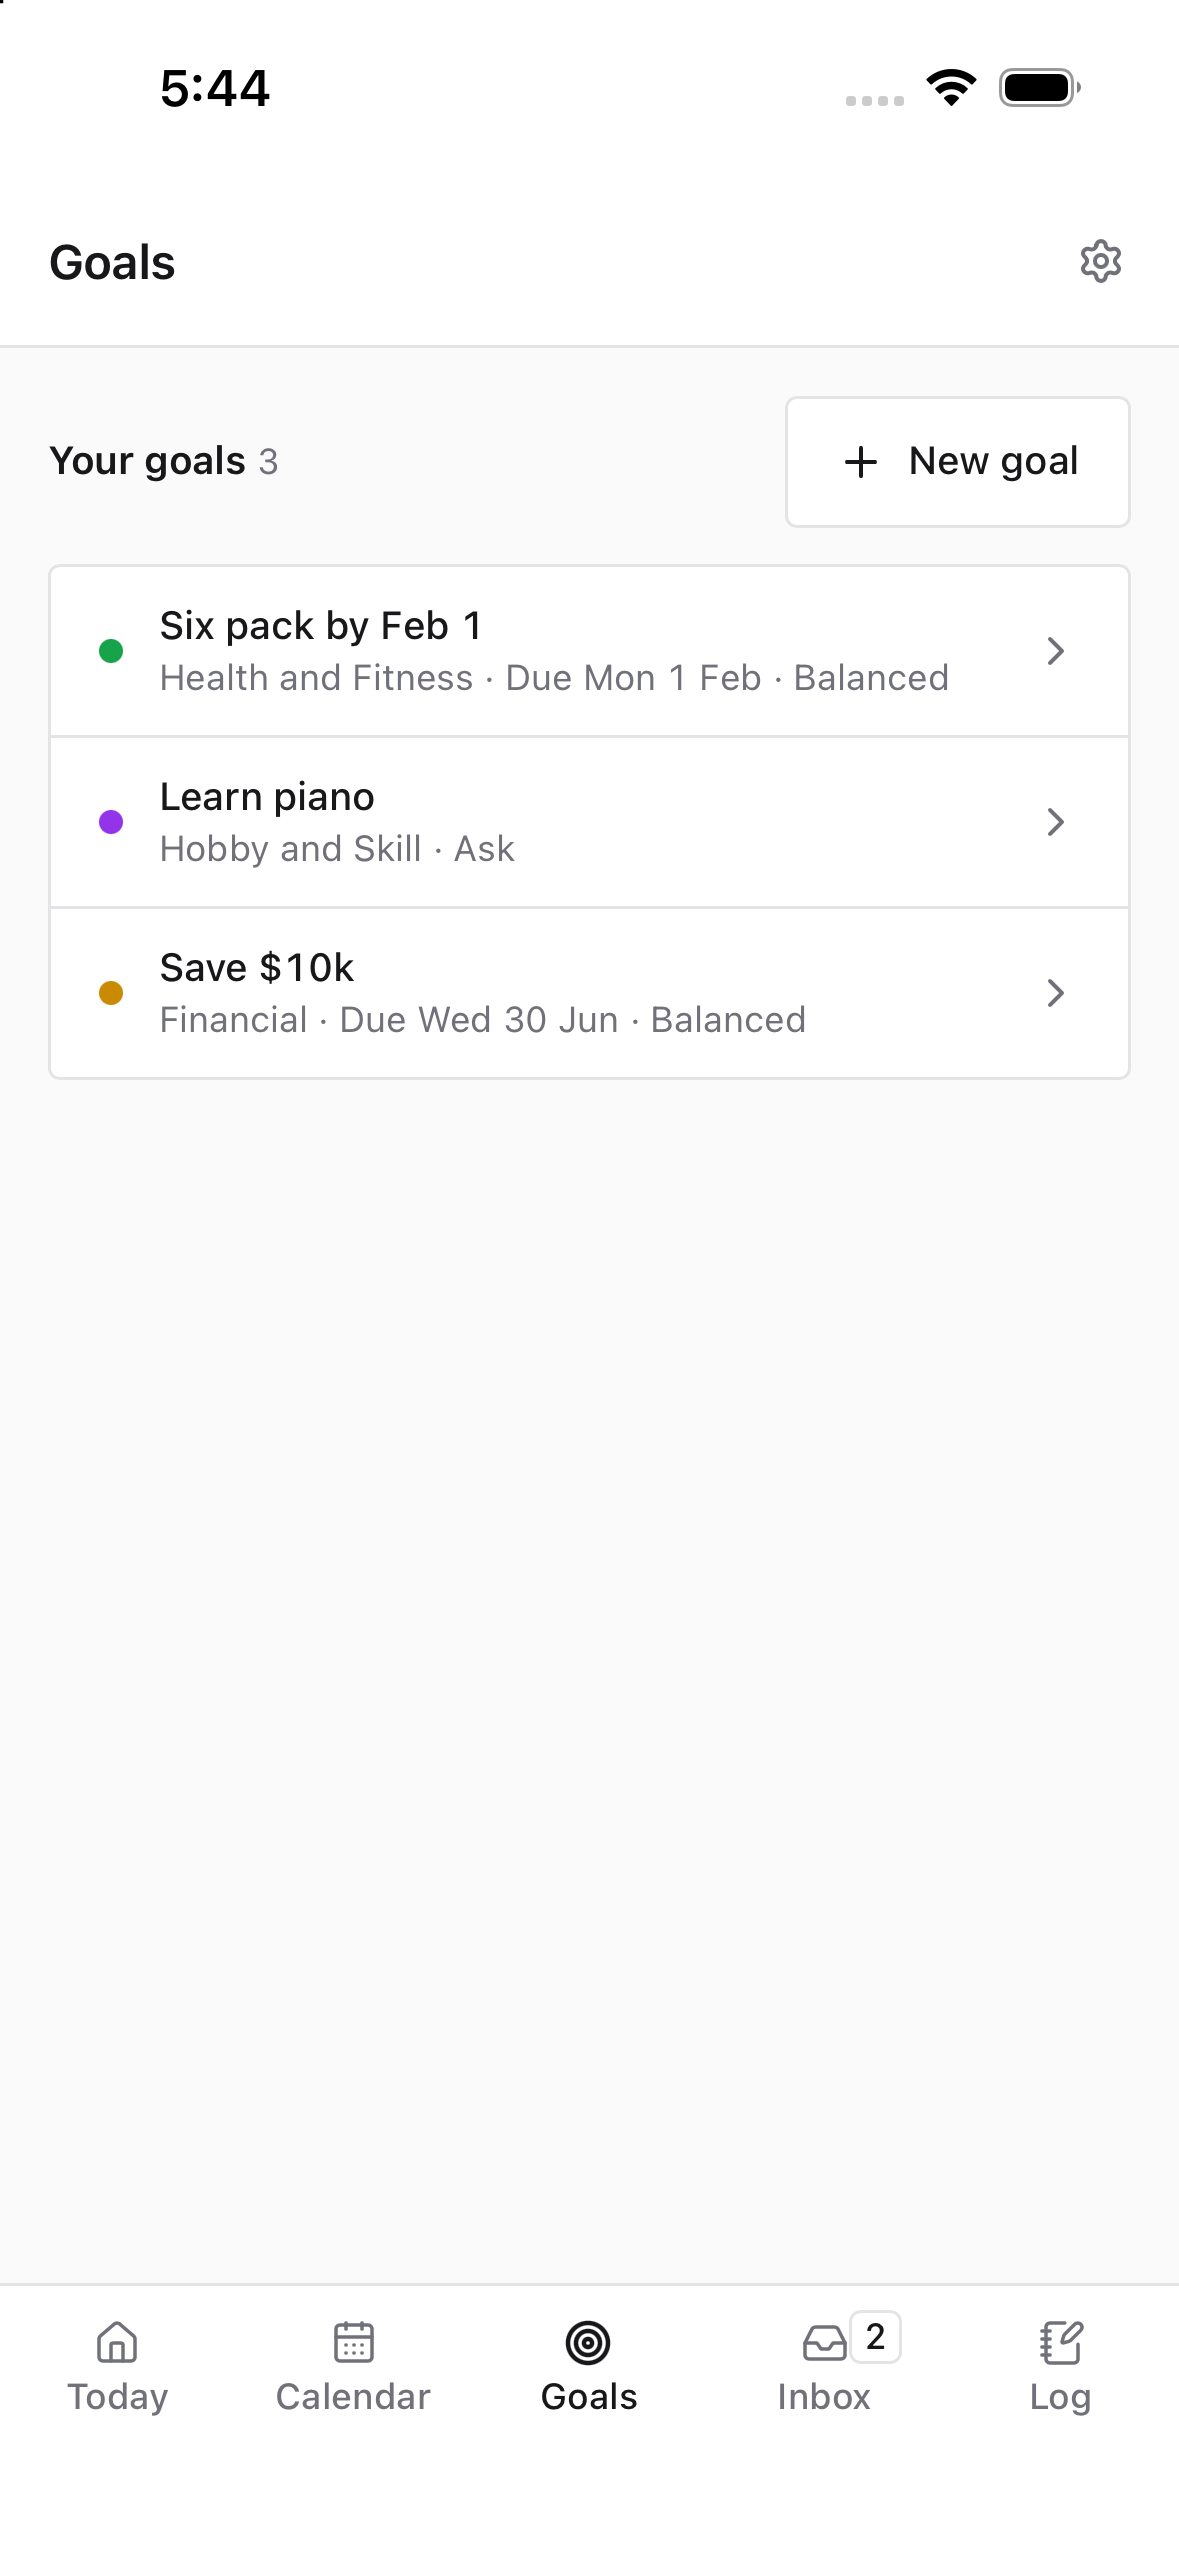 5:44
Goals
Your goals 3
New goal
Six pack by Feb 1
Health and Fitness · Due Mon 1 Feb · Balanced
Learn piano
Hobby and Skill · Ask
Save $10k
Financial · Due Wed 30 Jun · Balanced
2
Today
Calendar
Goals
Inbox
Log